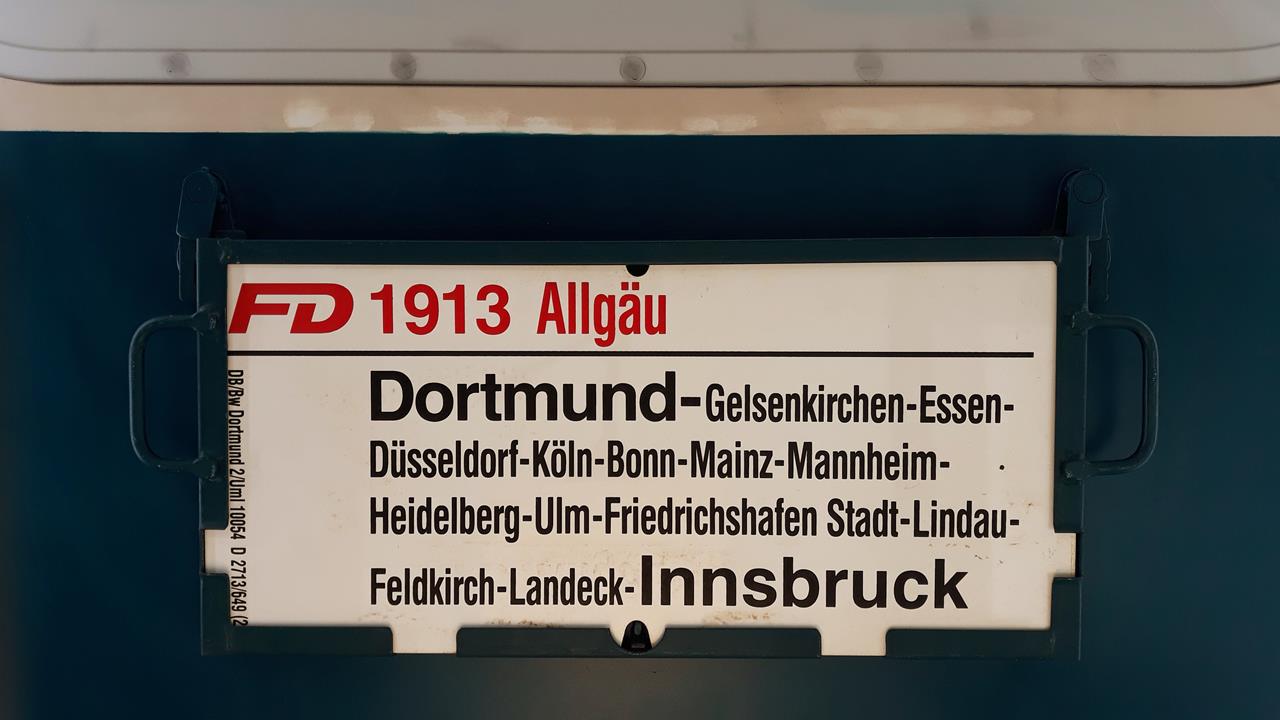 FD 1913 Allgäu
Dortmund-Gelsenkirchen-Essen-
Düsseldorf-Köln-Bonn-Mainz-Mannheim-
Heidelberg-Ulm-Friedrichshafen Stadt-Lindau-
Feldkirch-Landeck-Innsbruck
DB/Bw Dortmund 2/Uml 10054 D 2713/649 (2